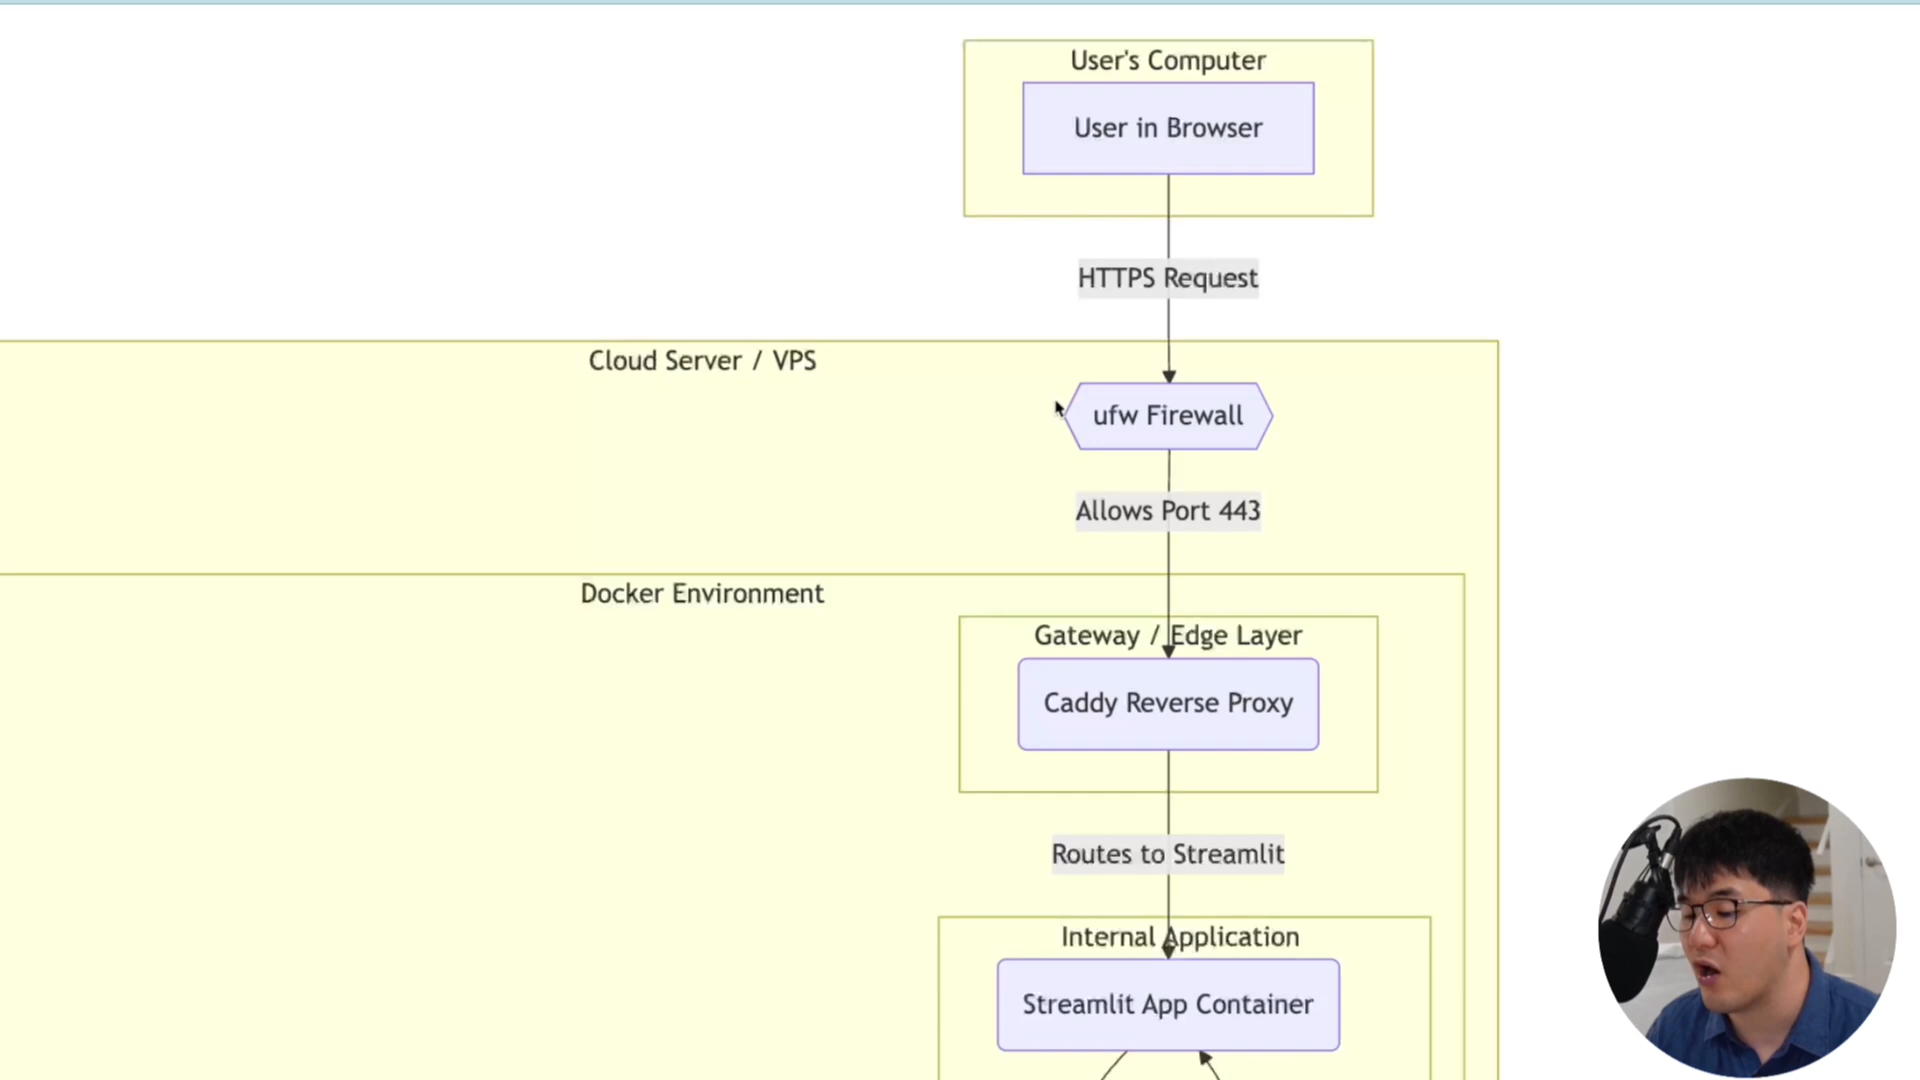 User's Computer
User in Browser
HTTPS Request
Cloud Server / VPS
ufw Firewall
Allows Port 443
Docker Environment
Gateway / Edge Layer
Caddy Reverse Proxy
Routes to Streamlit
Internal Application
Streamlit App Container